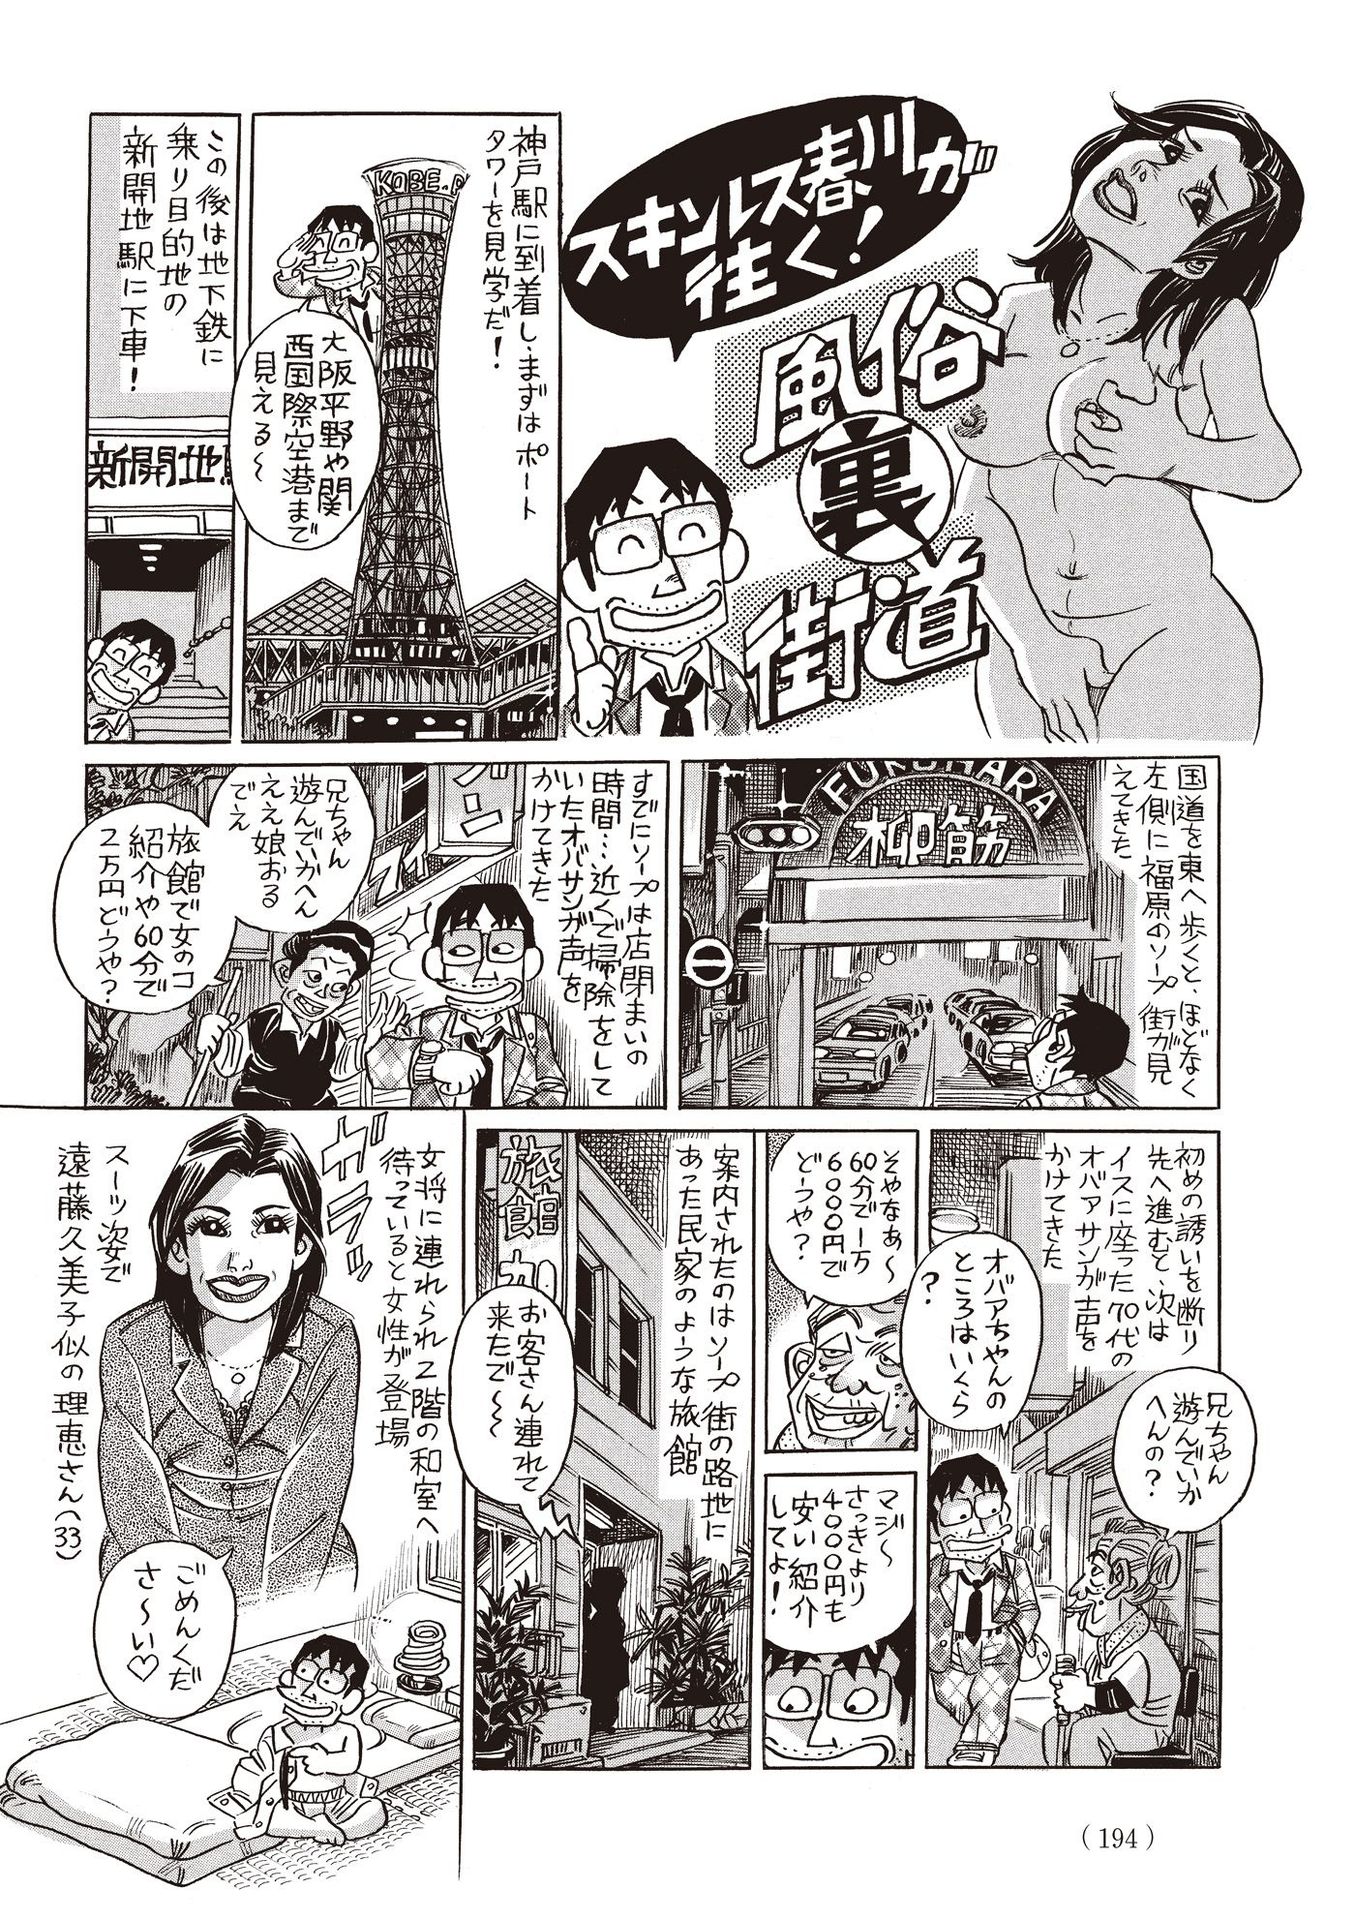 スキンレス春川が
往く!
風俗
裏
街道
神戸駅に到着し、まずはポート
タワーを見学だ!
KOBE.P
大阪平野や関
西国際空港まで
見える〜
この後は地下鉄に
乗り目的地の
新開地駅に下車!
新開地駅
国道を東へ歩くと、ほどなく
左側に福原のソープ街が見
えてきた
FUKUHARA
柳筋
すでにソープは店閉まいの
時間…近くで掃除をして
いたオバサンが声を
かけてきた
兄ちゃん
遊んでいかへん
ええ娘おる
でえ
旅館で女のコ
紹介や60分で
2万円どうや?
初めの誘いを断り
先へ進むと、次は
イスに座った70代の
オバアサンが声を
かけてきた
兄ちゃん
遊んでいか
へんの?
オバアちゃんの
ところはいくら
?
そやなあ〜
60分で一万
6000円で
どーつや?
マジ〜
さっきより
4000円も
安い紹介
してよ!
案内されたのはソープ街の路地に
あった民家のような旅館
旅館
お客さん連れて
来たで〜〜
女将に連れられ2階の和室へ
待っていると女性が登場
ガラッ
スーツ姿で
遠藤久美子似の理恵さん(33)
ごめんくだ
さ〜い♡
(194)